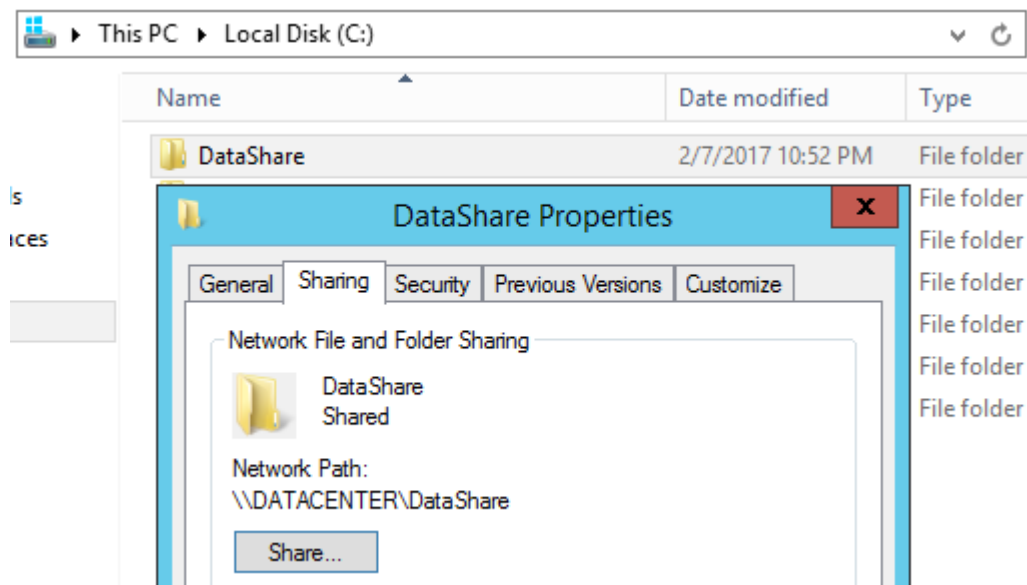 This PC Local Disk (C:)
Name Date modified Type
DataShare 2/7/2017 10:52 PM File folder
File folder
File folder
File folder
File folder
File folder
File folder
DataShare Properties
x
General Sharing Security Previous Versions Customize
Network File and Folder Sharing
DataShare
Shared
Network Path:
\\DATACENTER\DataShare
Share...